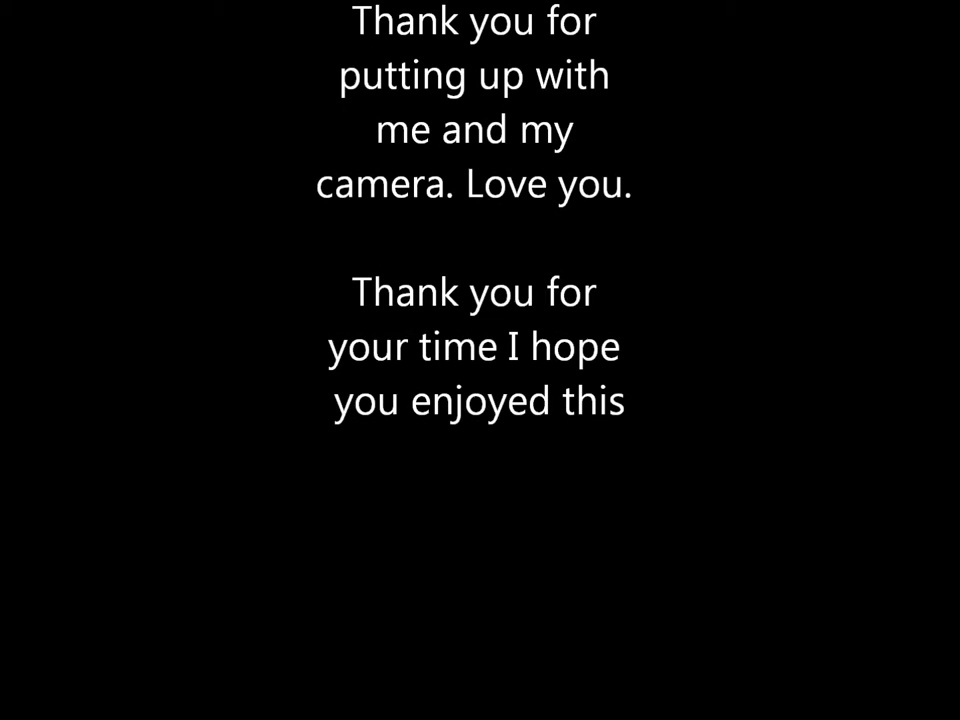 Thank you for
putting up with
me and my
camera. Love you.
Thank you for
your time I hope
you enjoyed this